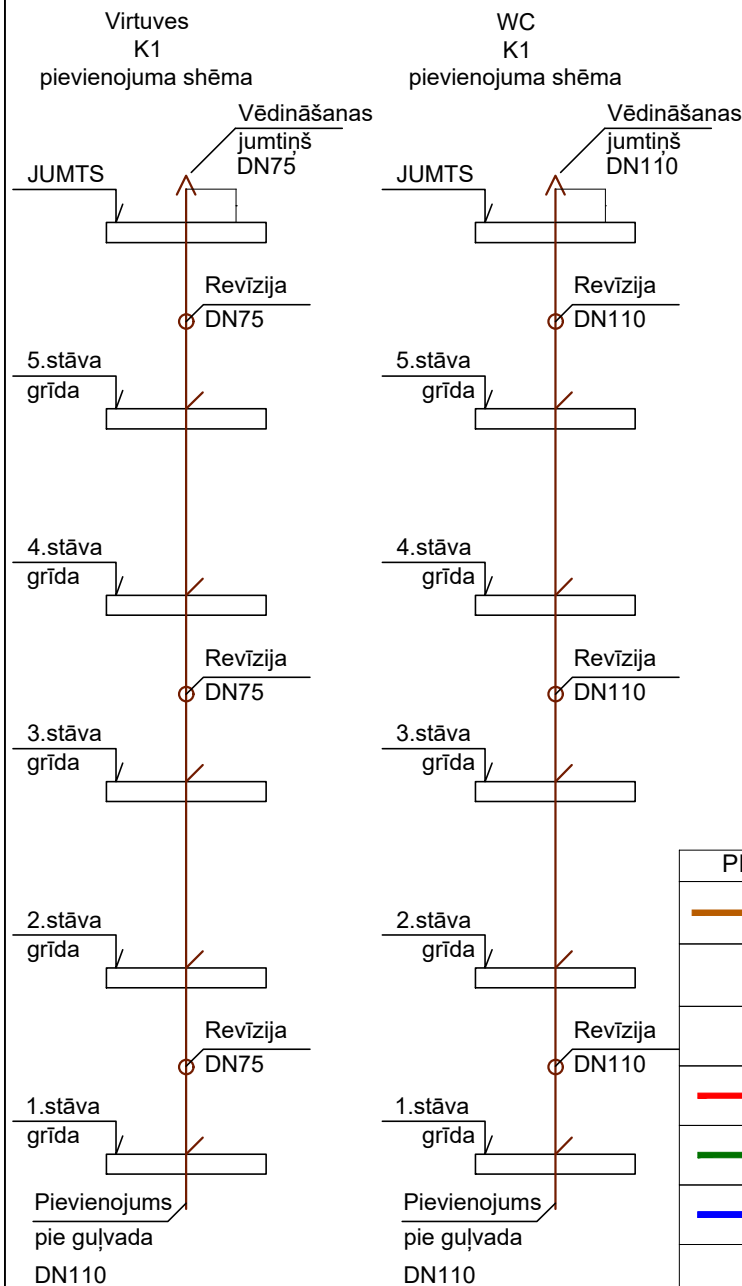 Virtuves
K1
pievienojuma shēma
Vēdināšanas
jumtiņš
DN75
JUMTS
Revīzija
DN75
5.stāva
grīda
4.stāva
grīda
Revīzija
DN75
3.stāva
grīda
2.stāva
grīda
Revīzija
DN75
1.stāva
grīda
Pievienojums
pie guļvada
DN110
WC
K1
pievienojuma shēma
Vēdināšanas
jumtiņš
DN110
JUMTS
Revīzija
DN110
5.stāva
grīda
4.stāva
grīda
Revīzija
DN110
3.stāva
grīda
2.stāva
grīda
Revīzija
DN110
1.stāva
grīda
Pievienojums
pie guļvada
DN110